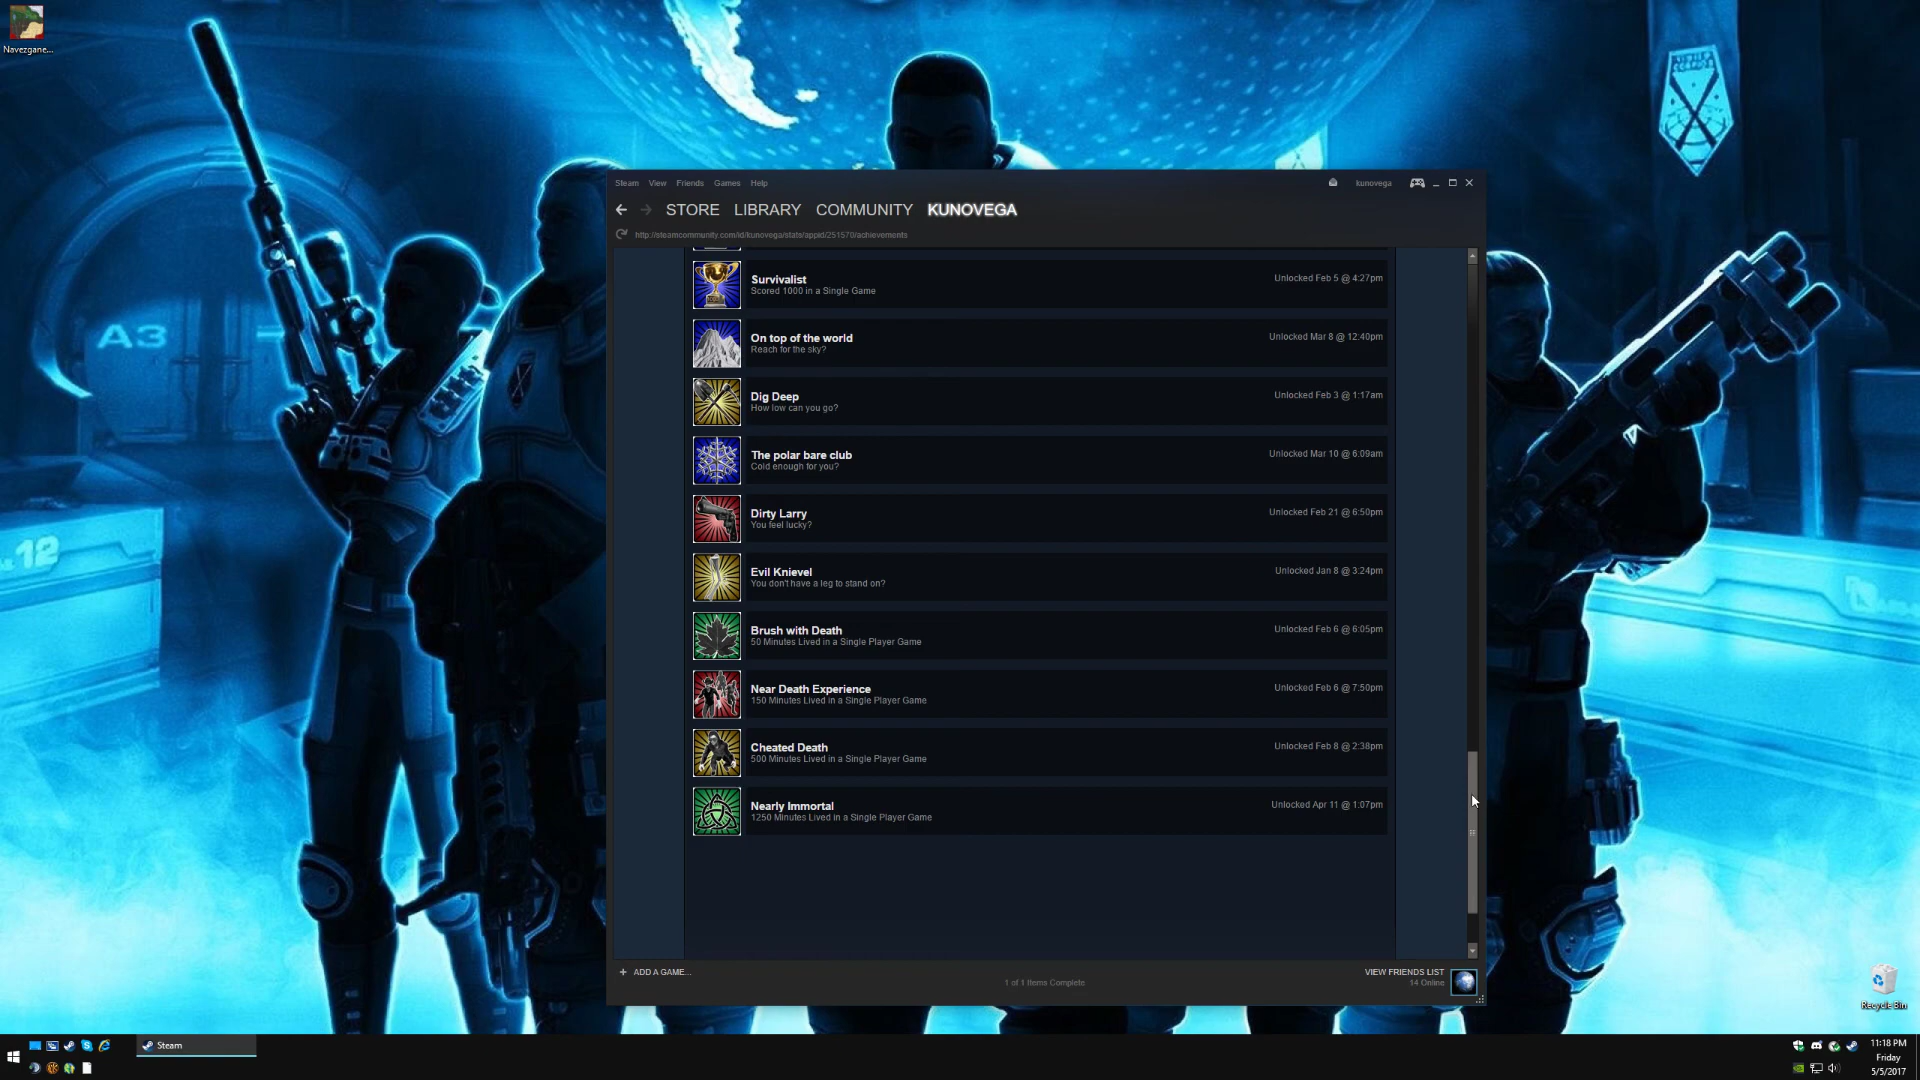 Navezgane...
A3
12
Steam View Friends Games Help
kunovega
STORE LIBRARY COMMUNITY KUNOVEGA
http://steamcommunity.com/id/kunovega/stats/appid/251570/achievements
Survivalist
Scored 1000 in a Single Game
Unlocked Feb 5 @ 4:27pm
On top of the world
Reach for the sky?
Unlocked Mar 8 @ 12:40pm
Dig Deep
How low can you go?
Unlocked Feb 3 @ 1:17am
The polar bare club
Cold enough for you?
Unlocked Mar 10 @ 6:09am
Dirty Larry
You feel lucky?
Unlocked Feb 21 @ 6:50pm
Evil Knievel
You don't have a leg to stand on?
Unlocked Jan 8 @ 3:24pm
Brush with Death
50 Minutes Lived in a Single Player Game
Unlocked Feb 6 @ 6:05pm
Near Death Experience
150 Minutes Lived in a Single Player Game
Unlocked Feb 6 @ 7:50pm
Cheated Death
500 Minutes Lived in a Single Player Game
Unlocked Feb 8 @ 2:38pm
Nearly Immortal
1250 Minutes Lived in a Single Player Game
Unlocked Apr 11 @ 1:07pm
+ ADD A GAME...
1 of 1 Items Complete
VIEW FRIENDS LIST
14 Online
Recycle Bin
Steam
11:18 PM
Friday
5/5/2017